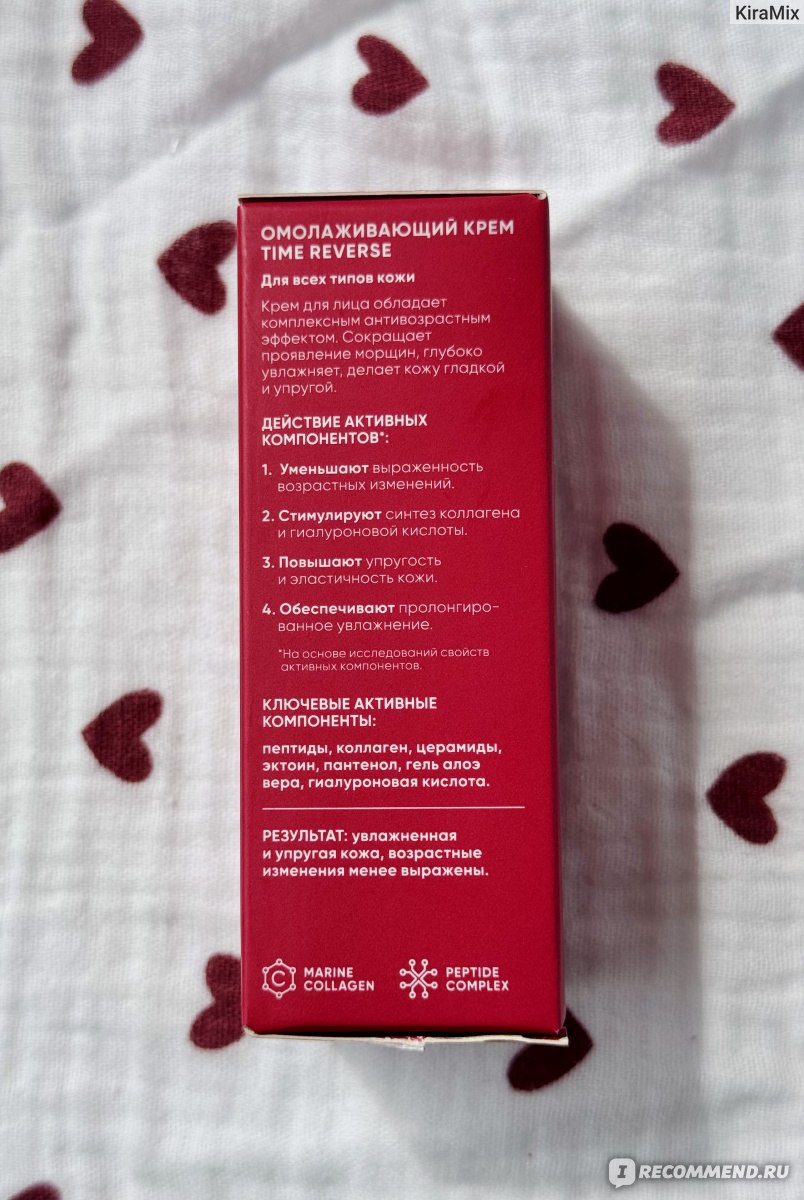 KiraMix
ОМОЛАЖИВАЮЩИЙ КРЕМ
TIME REVERSE
Для всех типов кожи
Крем для лица обладает
комплексным антивозрастным
эффектом. Сокращает
проявление морщин, глубоко
увлажняет, делает кожу гладкой
и упругой.
ДЕЙСТВИЕ АКТИВНЫХ
КОМПОНЕНТОВ*:
1. Уменьшают выраженность
возрастных изменений.
2. Стимулируют синтез коллагена
и гиалуроновой кислоты.
3. Повышают упругость
и эластичность кожи.
4. Обеспечивают пролонгиро-
ванное увлажнение.
*На основе исследований свойств
активных компонентов.
КЛЮЧЕВЫЕ АКТИВНЫЕ
КОМПОНЕНТЫ:
пептиды, коллаген, церамиды,
эктоин, пантенол, гель алоэ
вера, гиалуроновая кислота.
РЕЗУЛЬТАТ: увлажненная
и упругая кожа, возрастные
изменения менее выражены.
C MARINE
COLLAGEN
PEPTIDE
COMPLEX
I RECOMMEND.RU